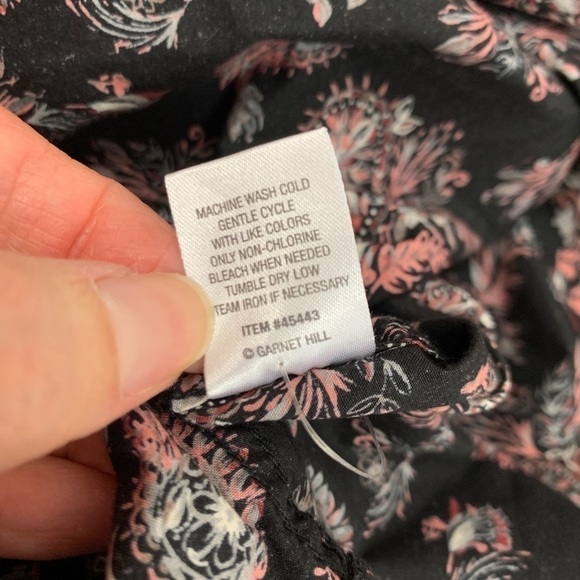 MACHINE WASH COLD
GENTLE CYCLE
WITH LIKE COLORS
ONLY NON-CHLORINE
BLEACH WHEN NEEDED
TUMBLE DRY LOW
TEAM IRON IF NECESSARY
ITEM #45443
© GARNET HILL